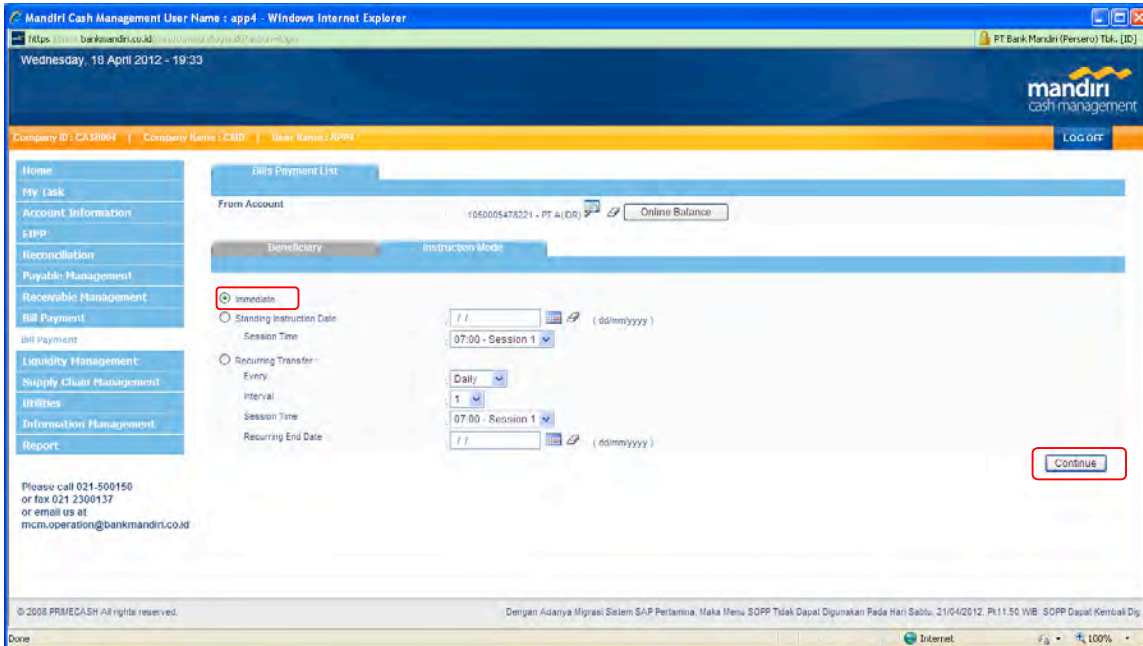 Mandiri Cash Management User Name : app4 - Windows Internet Explorer
https bankmandiri.co.id
PT Bank Mandiri (Persero) Tbk. [ID]
Wednesday, 18 April 2012 - 19:33
mandiri
cash management
Company ID : CASH004 | Company Name : CMD | User Name : APP4
LOG OFF
Home
My Task
Account Information
FIPP
Reconciliation
Payable Management
Receivable Management
Bill Payment
Bill Payment
Liquidity Management
Supply Chain Management
Utilities
Information Management
Report
Please call 021-500150
or fax 021 2300137
or email us at
mcm.operation@bankmandiri.co.id
Bills Payment List
From Account : 1050005478221 - PT A(IDR) Online Balance
Beneficiary Instruction Mode
Immediate
Standing Instruction Date : / / (dd/mm/yyyy )
Session Time : 07:00 - Session 1
Recurring Transfer :
Every : Daily
Interval : 1
Session Time : 07:00 - Session 1
Recurring End Date : / / (dd/mm/yyyy )
Continue
© 2008 PRIMECASH All rights reserved.
Dengan Adanya Migrasi Sistem SAP Pertamina, Maka Menu SOPP Tidak Dapat Digunakan Pada Hari Sabtu, 21/04/2012, Pk11.50 WIB. SOPP Dapat Kembali Dig
Done
Internet
100%